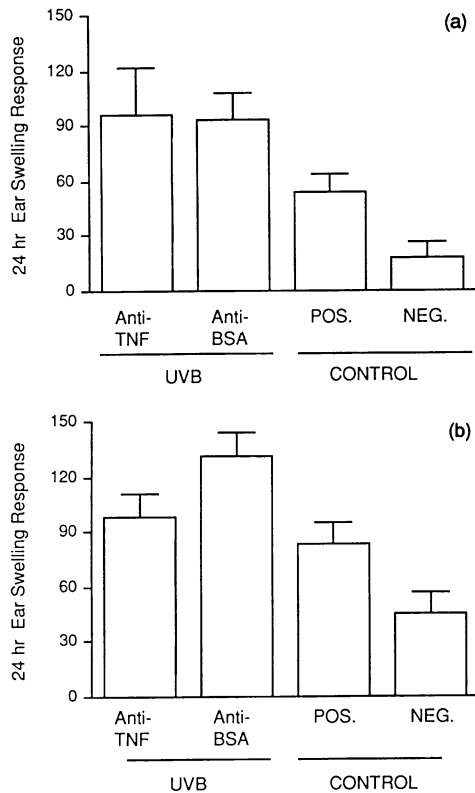 (a)
24 hr Ear Swelling Response
150
120
90
60
30
0
Anti-TNF
Anti-BSA
POS.
NEG.
UVB
CONTROL
(b)
24 hr Ear Swelling Response
150
120
90
60
30
0
Anti-TNF
Anti-BSA
POS.
NEG.
UVB
CONTROL